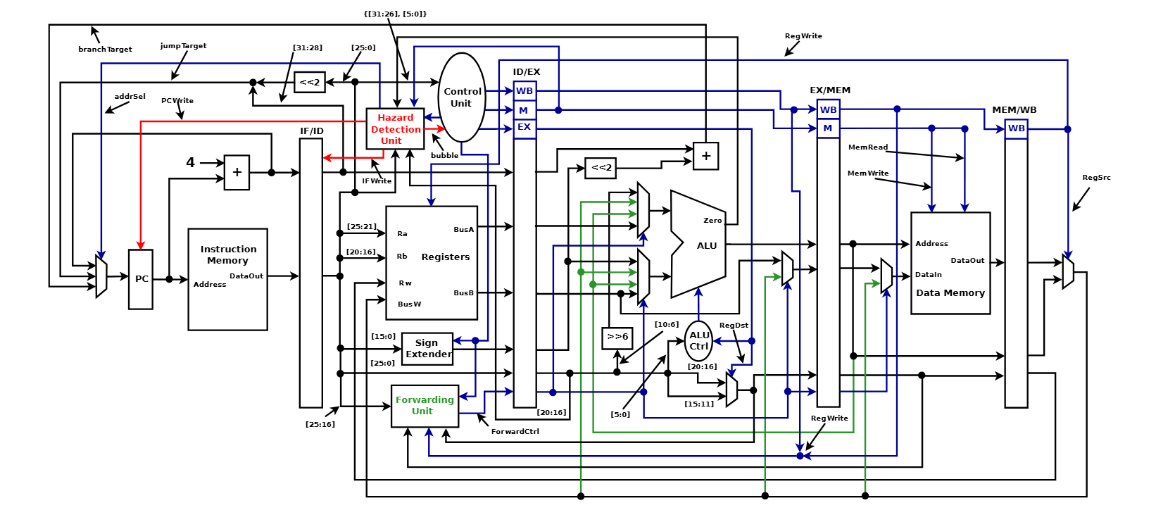 {[31:26], [5:0]}
branchTarget
jumpTarget
[31:28]
[25:0]
RegWrite
ID/EX
<<2
Control
Unit
WB
M
EX
EX/MEM
WB
M
MEM/WB
WB
addrSel
PCWrite
Hazard
Detection
Unit
bubble
IF/ID
IFWrite
4
+
<<2
+
MemRead
MemWrite
RegSrc
[25:21]
[20:16]
Ra
Rb
Rw
BusW
BusA
BusB
Registers
Zero
ALU
Instruction
Memory
DataOut
Address
PC
Address
DataOut
DataIn
Data Memory
[15:0]
Sign
Extender
[25:0]
>>6
[10:6]
ALU
Ctrl
RegDst
[20:16]
[15:11]
[5:0]
[20:16]
Forwarding
Unit
ForwardCtrl
[25:16]
RegWrite